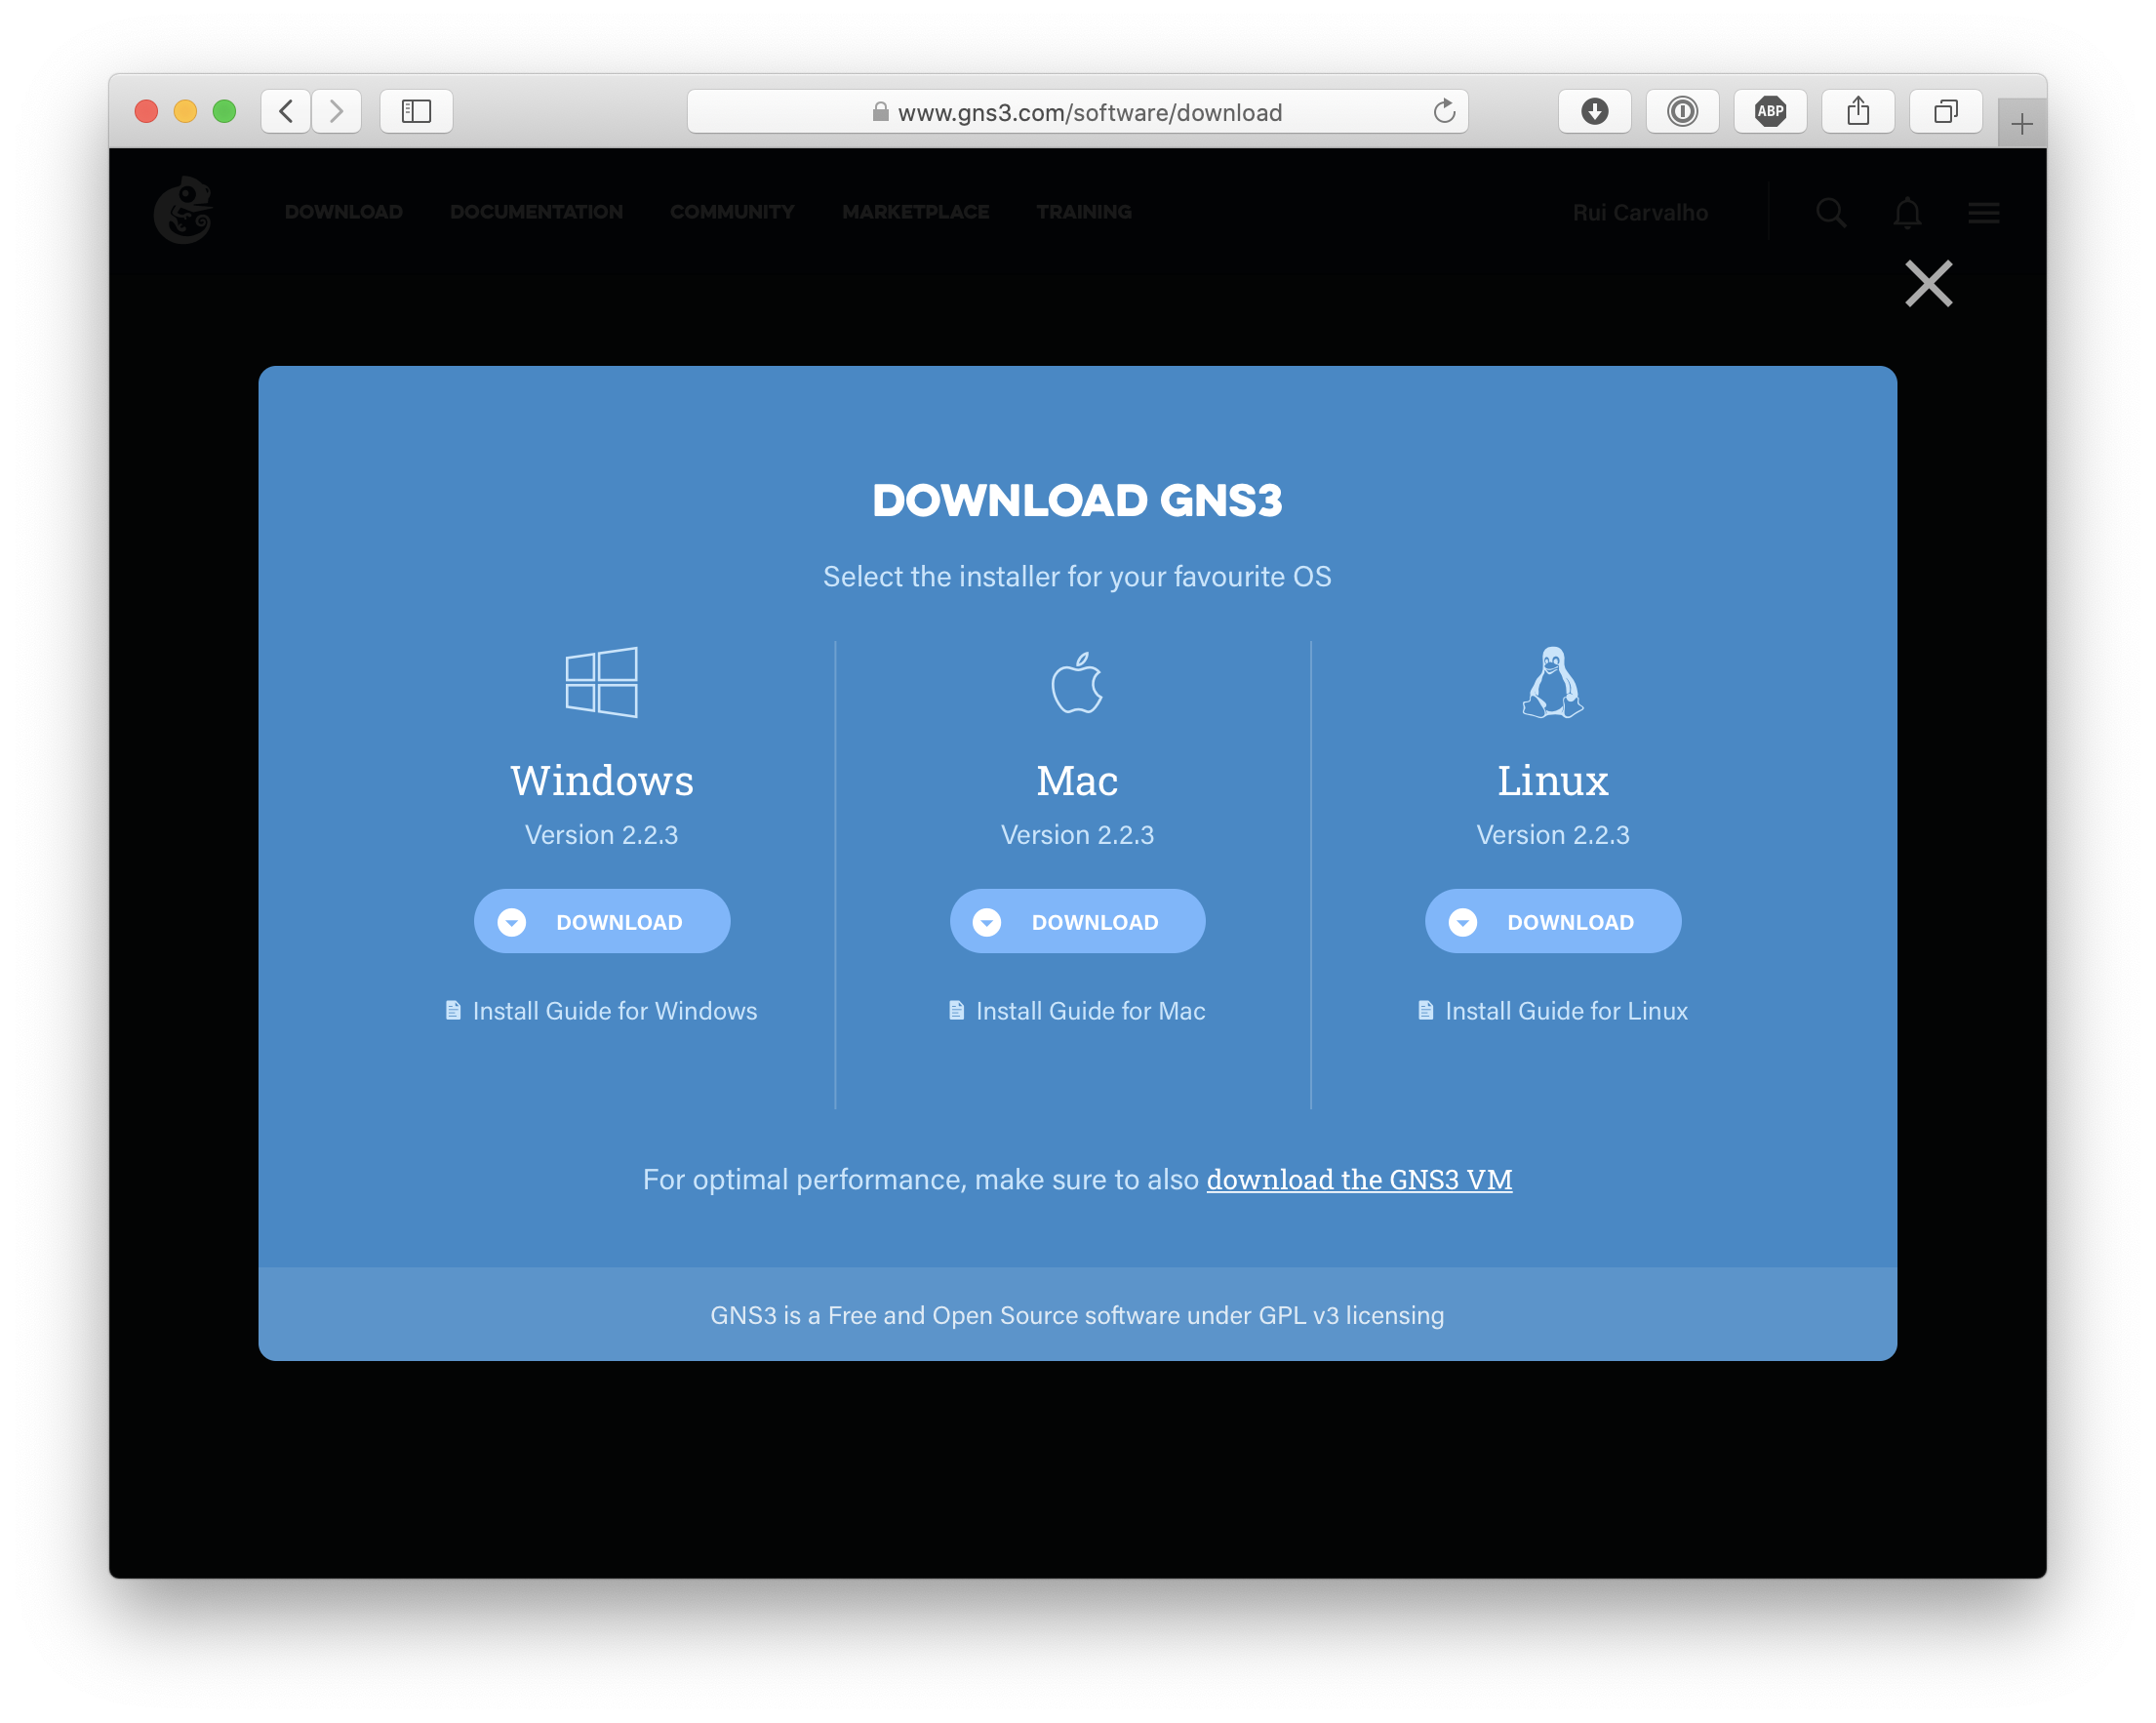 www.gns3.com/software/download
ABP
DOWNLOAD DOCUMENTATION COMMUNITY MARKETPLACE TRAINING Rui Carvalho
DOWNLOAD GNS3
Select the installer for your favourite OS
Windows
Version 2.2.3
DOWNLOAD
Install Guide for Windows
Mac
Version 2.2.3
DOWNLOAD
Install Guide for Mac
Linux
Version 2.2.3
DOWNLOAD
Install Guide for Linux
For optimal performance, make sure to also download the GNS3 VM
GNS3 is a Free and Open Source software under GPL v3 licensing